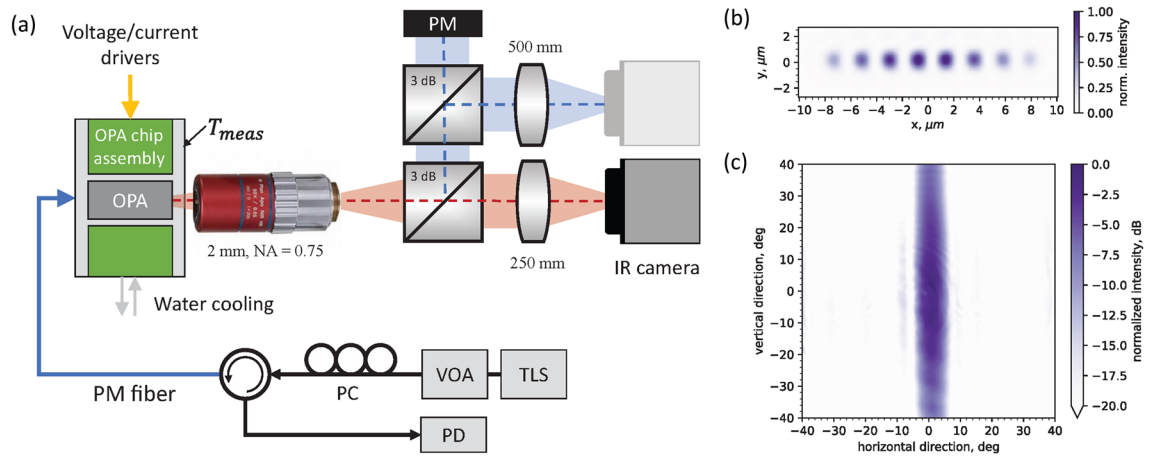 (a)
Voltage/current
drivers
OPA chip
assembly
T_meas
OPA
2 mm, NA = 0.75
Water cooling
PM fiber
PC
VOA
TLS
PD
PM
3 dB
500 mm
3 dB
250 mm
IR camera
(b)
y, μm
2
0
−2
−10 −8 −6 −4 −2 0 2 4 6 8 10
x, μm
1.00
0.75
0.50
0.25
0.00
norm. intensity
(c)
vertical direction, deg
40
30
20
10
0
−10
−20
−30
−40
−40 −30 −20 −10 0 10 20 30 40
horizontal direction, deg
0.0
−2.5
−5.0
−7.5
−10.0
−12.5
−15.0
−17.5
−20.0
normalized intensity, dB